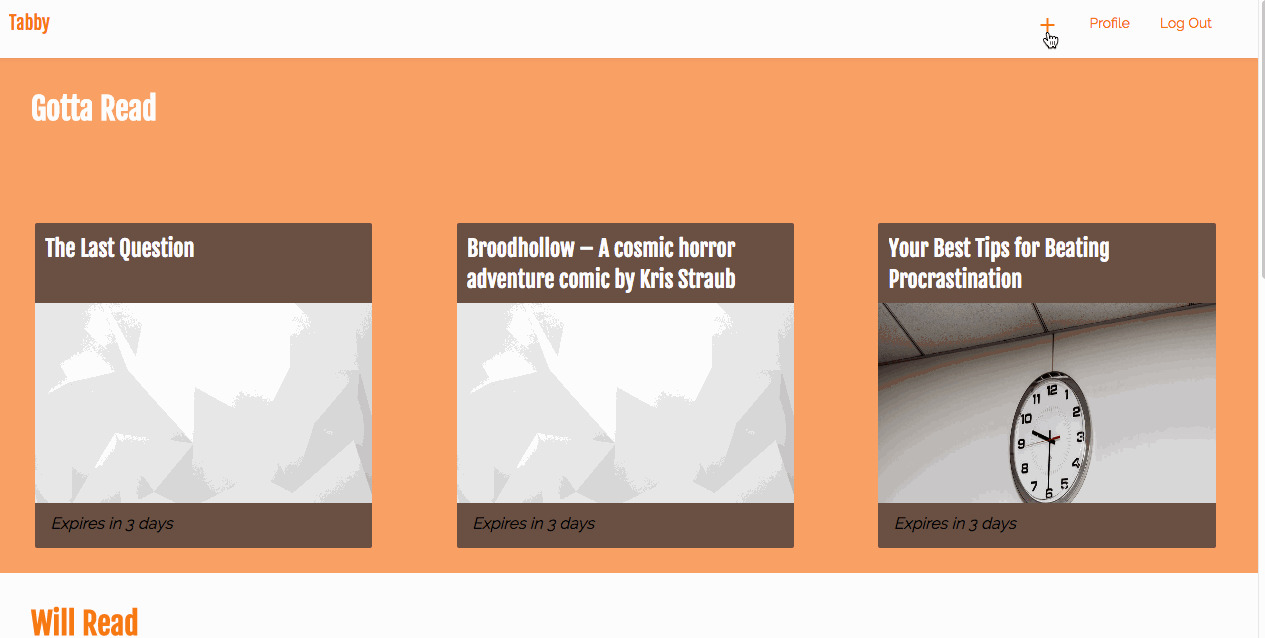 Tabby
+ Profile Log Out
Gotta Read
The Last Question
Broodhollow – A cosmic horror
adventure comic by Kris Straub
Your Best Tips for Beating
Procrastination
12
1
2
3
4
5
6
7
8
9
10
11
Expires in 3 days
Expires in 3 days
Expires in 3 days
Will Read